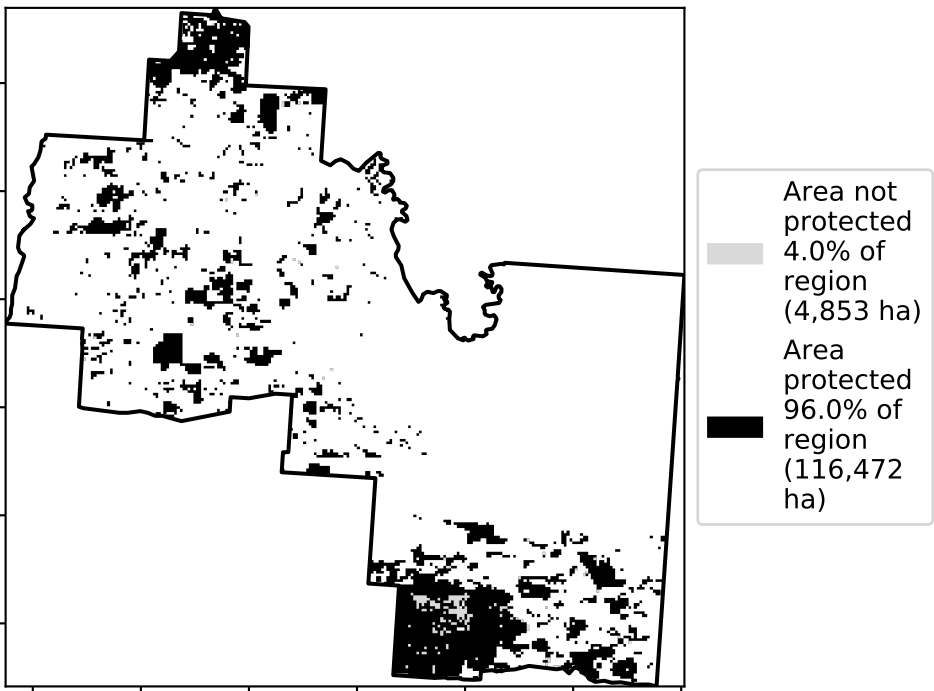 Area not
protected
4.0% of
region
(4,853 ha)
Area
protected
96.0% of
region
(116,472
ha)